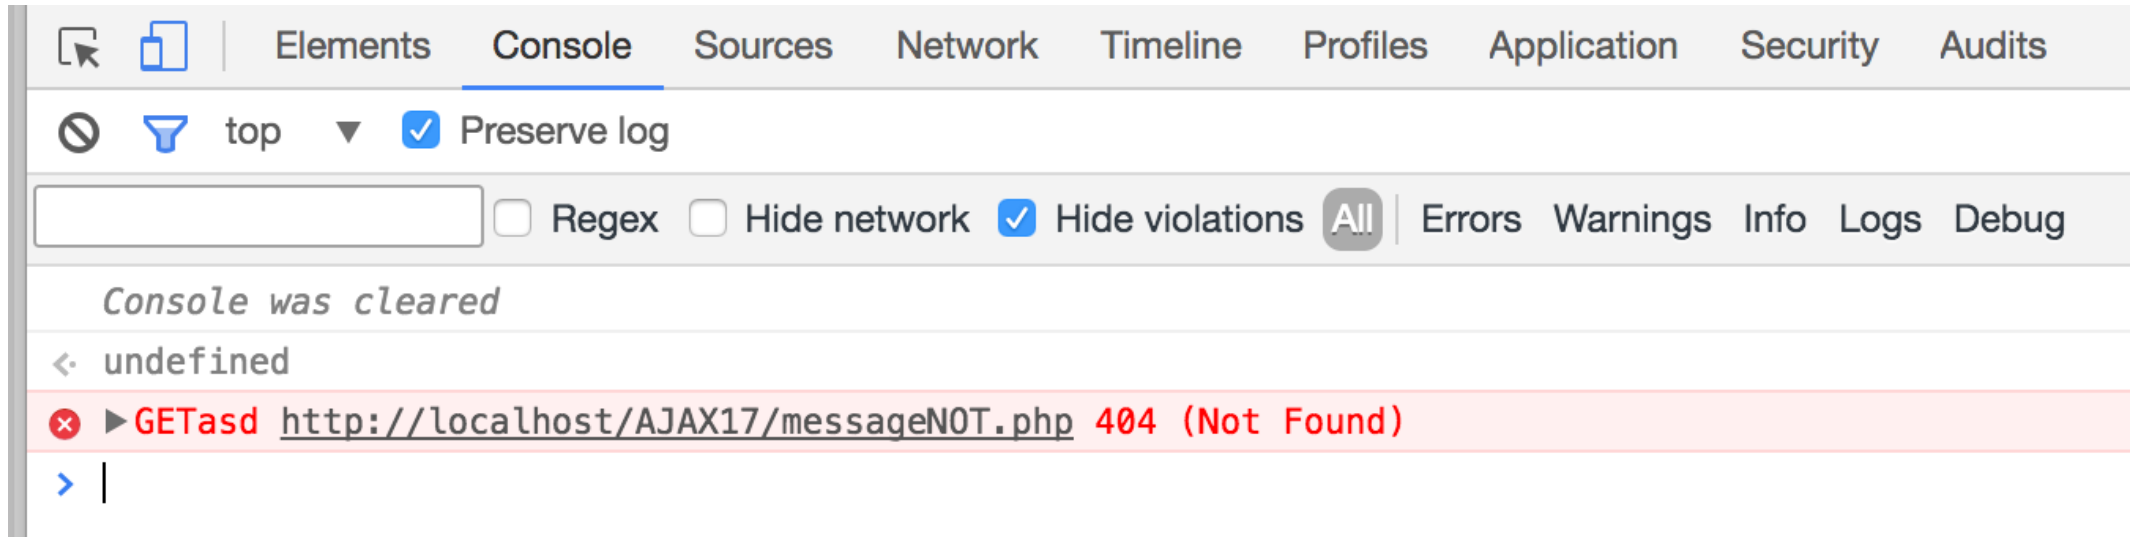 Elements Console Sources Network Timeline Profiles Application Security Audits
top Preserve log
Regex Hide network Hide violations All Errors Warnings Info Logs Debug
Console was cleared
undefined
GETasd http://localhost/AJAX17/messageNOT.php 404 (Not Found)